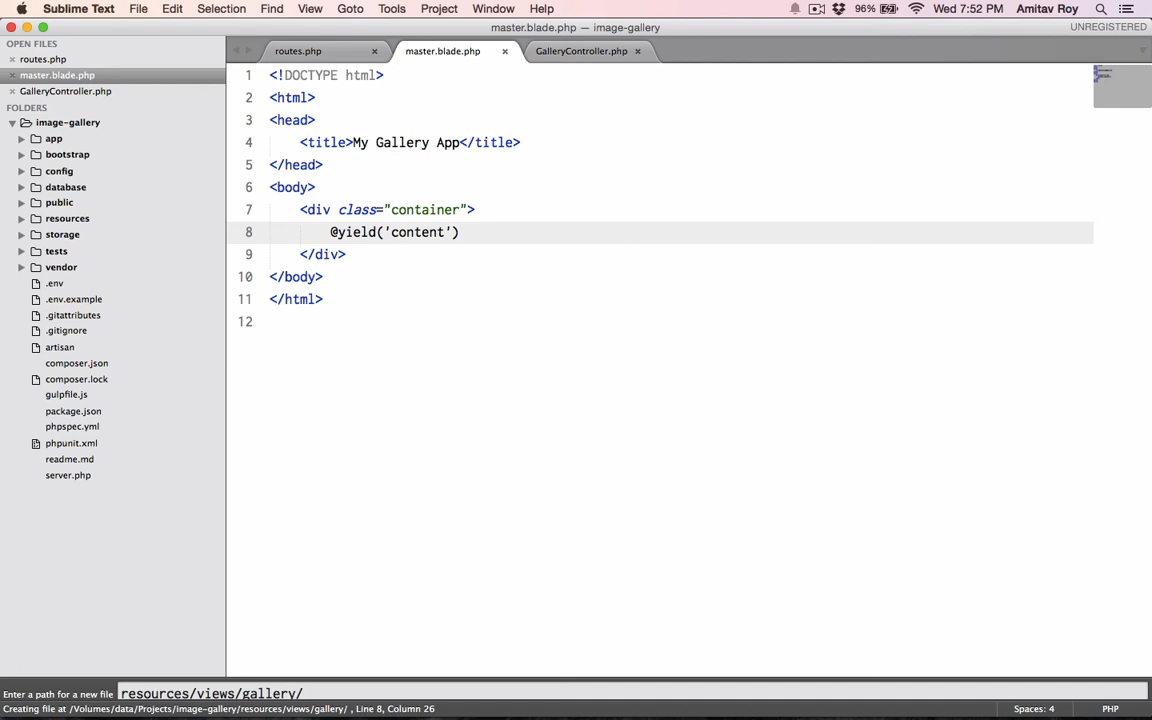 Sublime Text File Edit Selection Find View Goto Tools Project Window Help 96% Wed 7:52 PM Amitav Roy
master.blade.php — image-gallery UNREGISTERED
OPEN FILES
routes.php
master.blade.php
GalleryController.php
FOLDERS
image-gallery
app
bootstrap
config
database
public
resources
storage
tests
vendor
.env
.env.example
.gitattributes
.gitignore
artisan
composer.json
composer.lock
gulpfile.js
package.json
phpspec.yml
phpunit.xml
readme.md
server.php
routes.php master.blade.php GalleryController.php
1 <!DOCTYPE html>
2 <html>
3 <head>
4 <title>My Gallery App</title>
5 </head>
6 <body>
7 <div class="container">
8 @yield('content')
9 </div>
10 </body>
11 </html>
12
Enter a path for a new file resources/views/gallery/
Creating file at /Volumes/data/Projects/image-gallery/resources/views/gallery/ , Line 8, Column 26 Spaces: 4 PHP